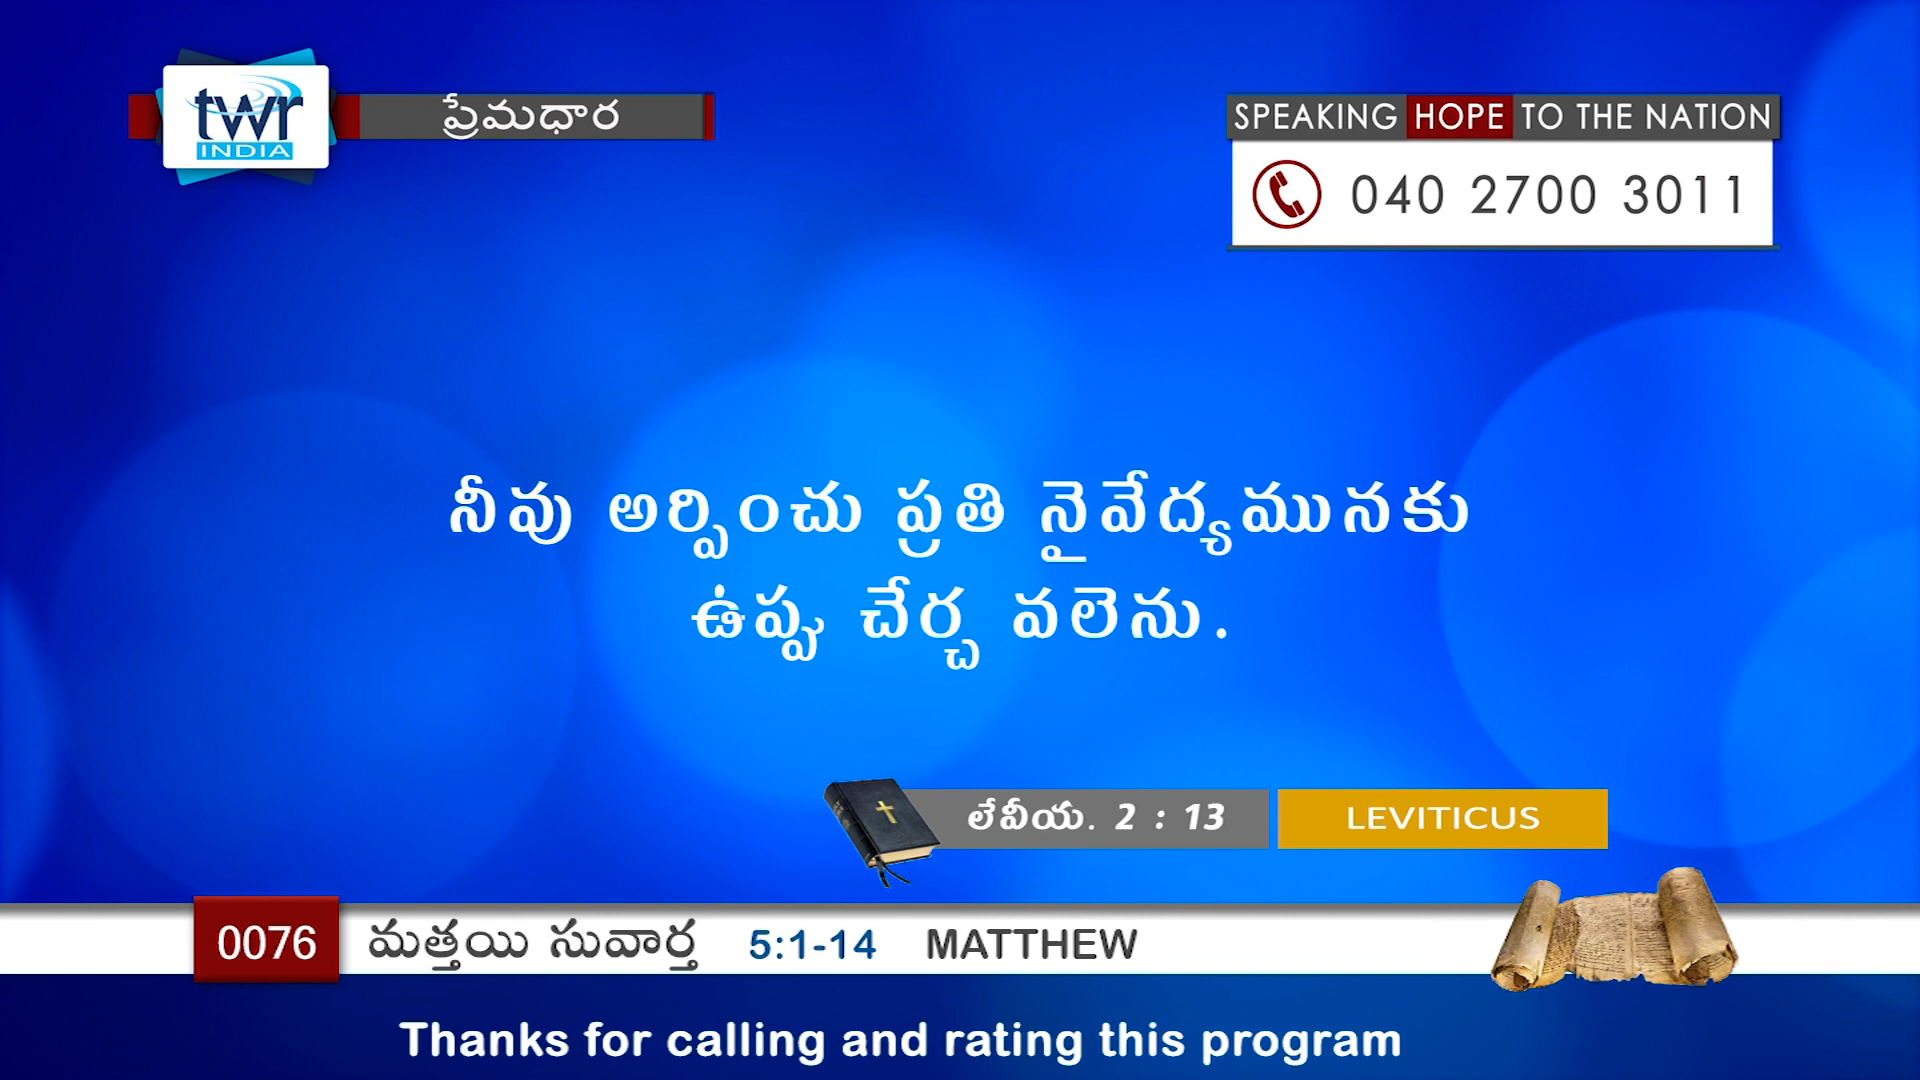 twr
INDIA
ప్రేమధార
SPEAKING HOPE TO THE NATION
040 2700 3011
నీవు అర్పించు ప్రతి నైవేద్యమునకు
ఉప్పు చేర్చ వలెను.
లేవీయ. 2 : 13
LEVITICUS
0076 మత్తయి సువార్త 5:1-14 MATTHEW
Thanks for calling and rating this program